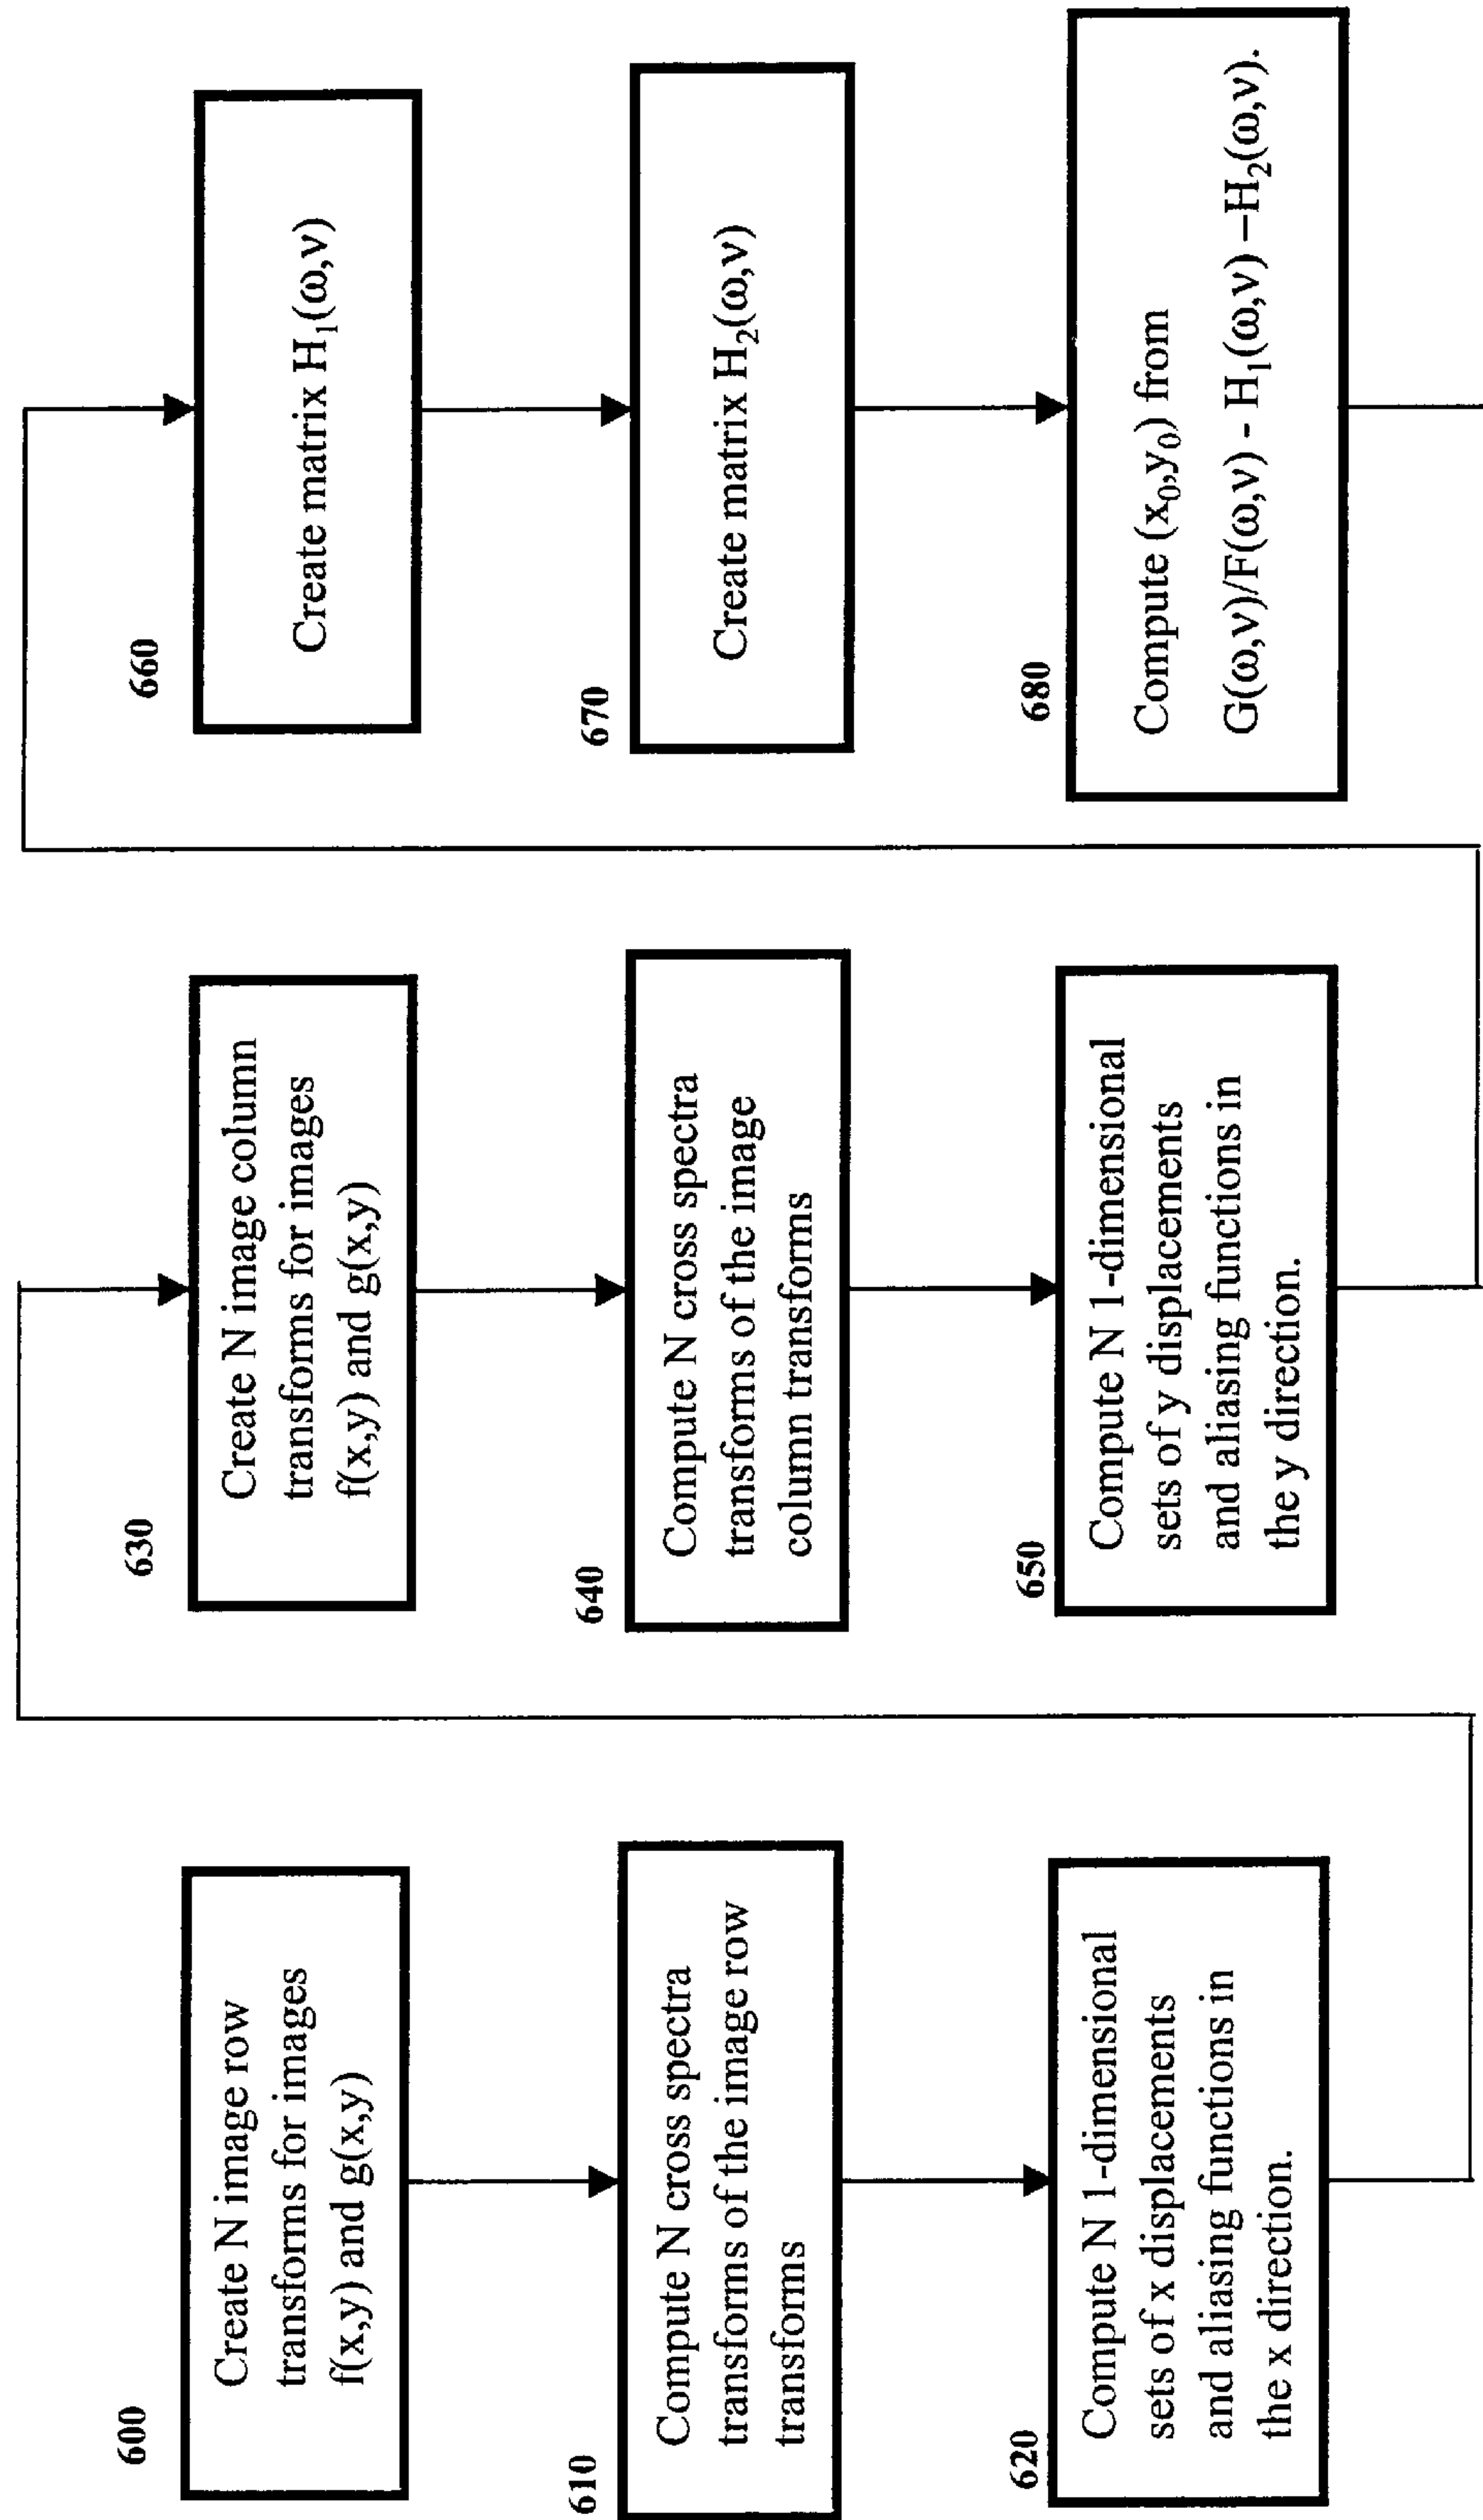 600
Create N image row
transforms for images
f(x,y) and g(x,y)
610
Compute N cross spectra
transforms of the image row
transforms
620
Compute N 1-dimensional
sets of x displacements
and aliasing functions in
the x direction.
630
Create N image column
transforms for images
f(x,y) and g(x,y)
640
Compute N cross spectra
transforms of the image
column transforms
650
Compute N 1-dimensional
sets of y displacements
and aliasing functions in
the y direction.
660
Create matrix H₁(ω,ν)
670
Create matrix H₂(ω,ν)
680
Compute (x₀,y₀) from
G(ω,ν)/F(ω,ν) - H₁(ω,ν) –H₂(ω,ν).